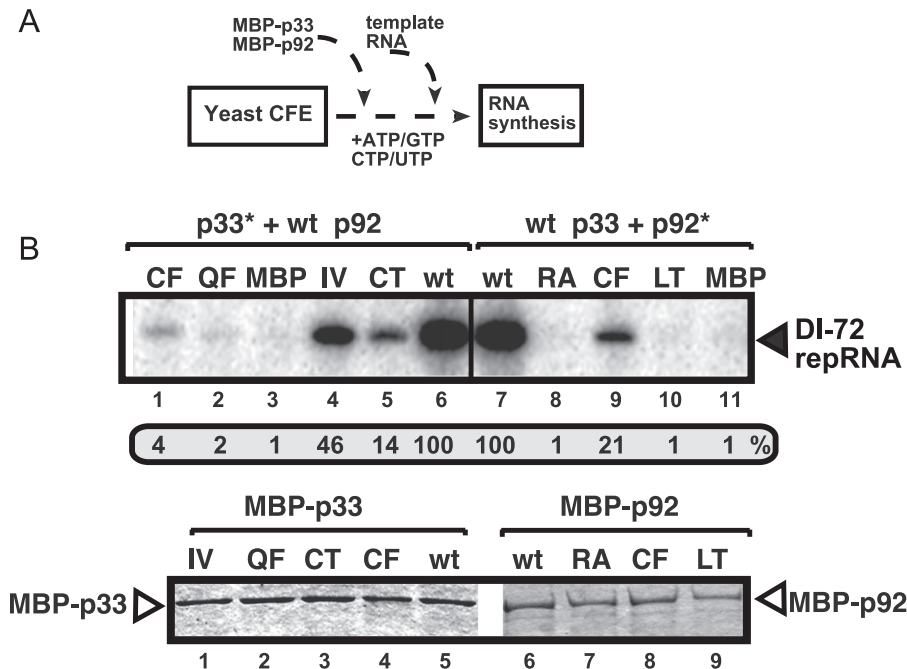 A
MBP-p33
MBP-p92
template
RNA
Yeast CFE
+ATP/GTP
CTP/UTP
RNA
synthesis
B
p33* + wt p92
wt p33 + p92*
CF QF MBP IV CT wt wt RA CF LT MBP
DI-72
repRNA
1 2 3 4 5 6 7 8 9 10 11
4 2 1 46 14 100 100 1 21 1 1 %
MBP-p33
MBP-p92
IV QF CT CF wt wt RA CF LT
MBP-p33
MBP-p92
1 2 3 4 5 6 7 8 9